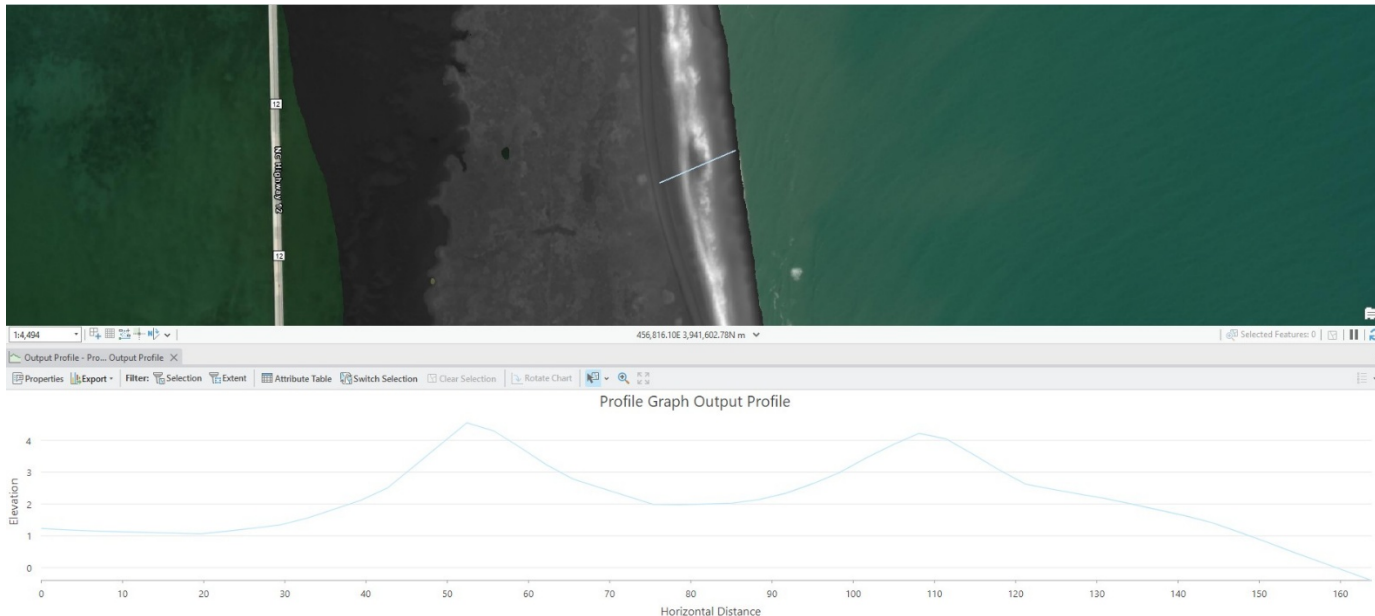 12
NC Highway 12
12
1:4,494
456,816.10E 3,941,602.78N m
Selected Features: 0
Output Profile - Pro... Output Profile
Properties Export Filter: Selection Extent Attribute Table Switch Selection Clear Selection Rotate Chart
Profile Graph Output Profile
Elevation
4
3
2
1
0
0 10 20 30 40 50 60 70 80 90 100 110 120 130 140 150 160
Horizontal Distance